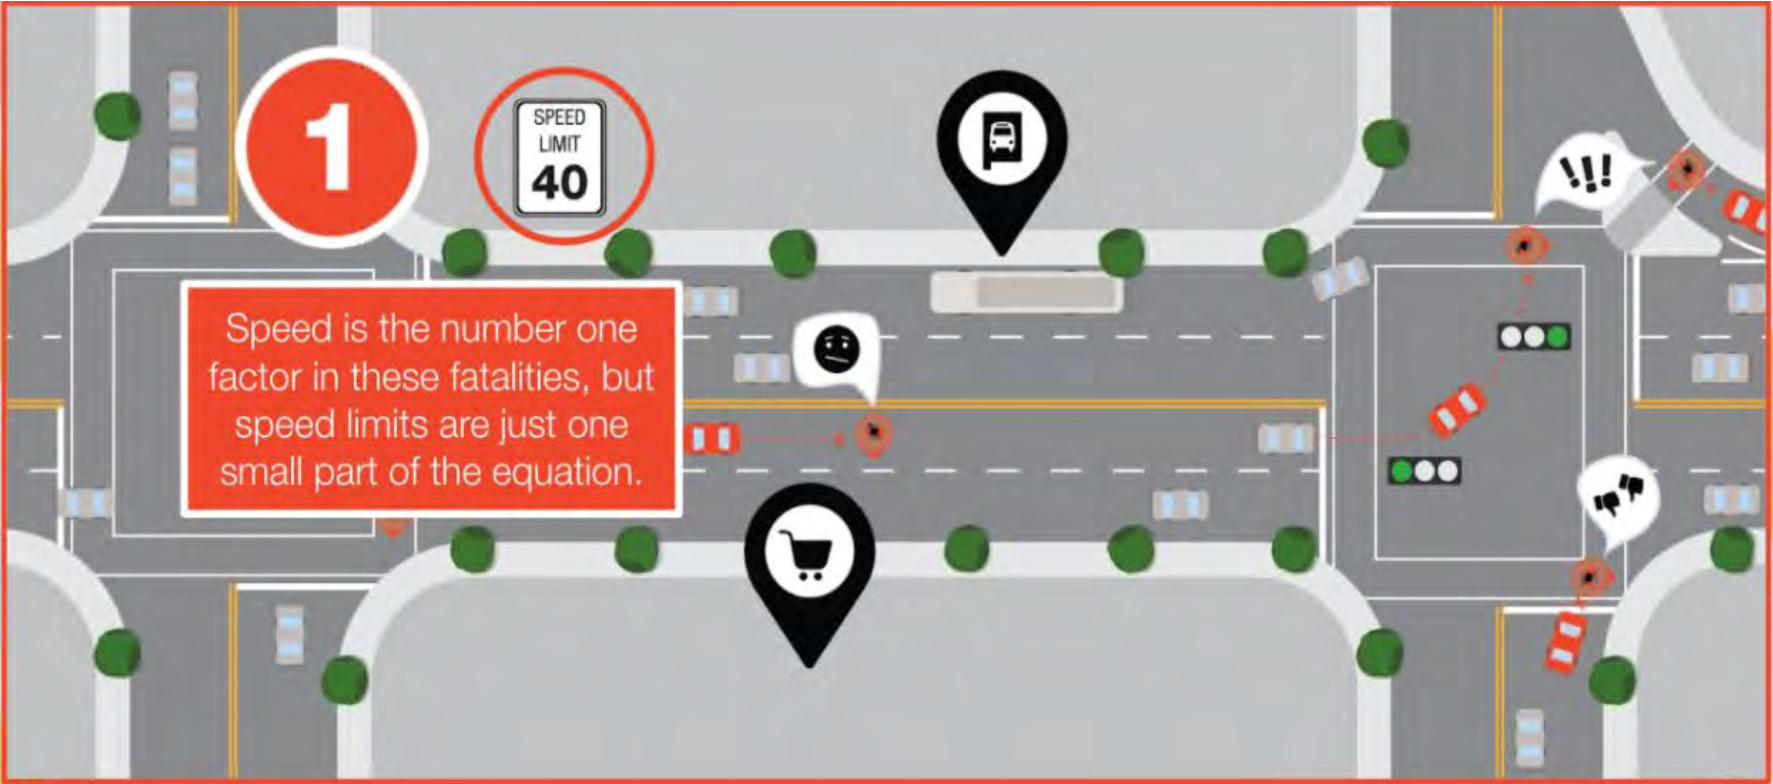 1
SPEED
LIMIT
40
!!!
Speed is the number one
factor in these fatalities, but
speed limits are just one
small part of the equation.